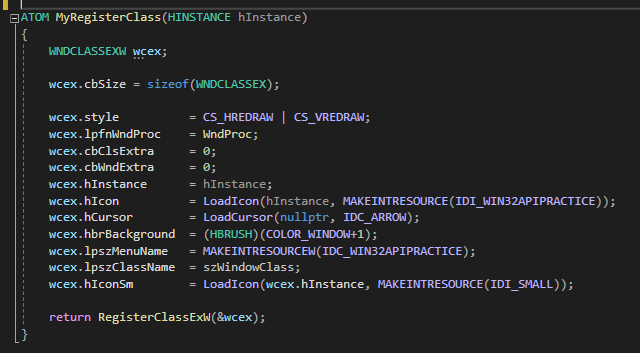 ATOM MyRegisterClass(HINSTANCE hInstance)
{
    WNDCLASSEXW wcex;

    wcex.cbSize = sizeof(WNDCLASSEX);

    wcex.style          = CS_HREDRAW | CS_VREDRAW;
    wcex.lpfnWndProc    = WndProc;
    wcex.cbClsExtra     = 0;
    wcex.cbWndExtra     = 0;
    wcex.hInstance      = hInstance;
    wcex.hIcon          = LoadIcon(hInstance, MAKEINTRESOURCE(IDI_WIN32APIPRACTICE));
    wcex.hCursor        = LoadCursor(nullptr, IDC_ARROW);
    wcex.hbrBackground  = (HBRUSH)(COLOR_WINDOW+1);
    wcex.lpszMenuName   = MAKEINTRESOURCEW(IDC_WIN32APIPRACTICE);
    wcex.lpszClassName  = szWindowClass;
    wcex.hIconSm        = LoadIcon(wcex.hInstance, MAKEINTRESOURCE(IDI_SMALL));

    return RegisterClassExW(&wcex);
}